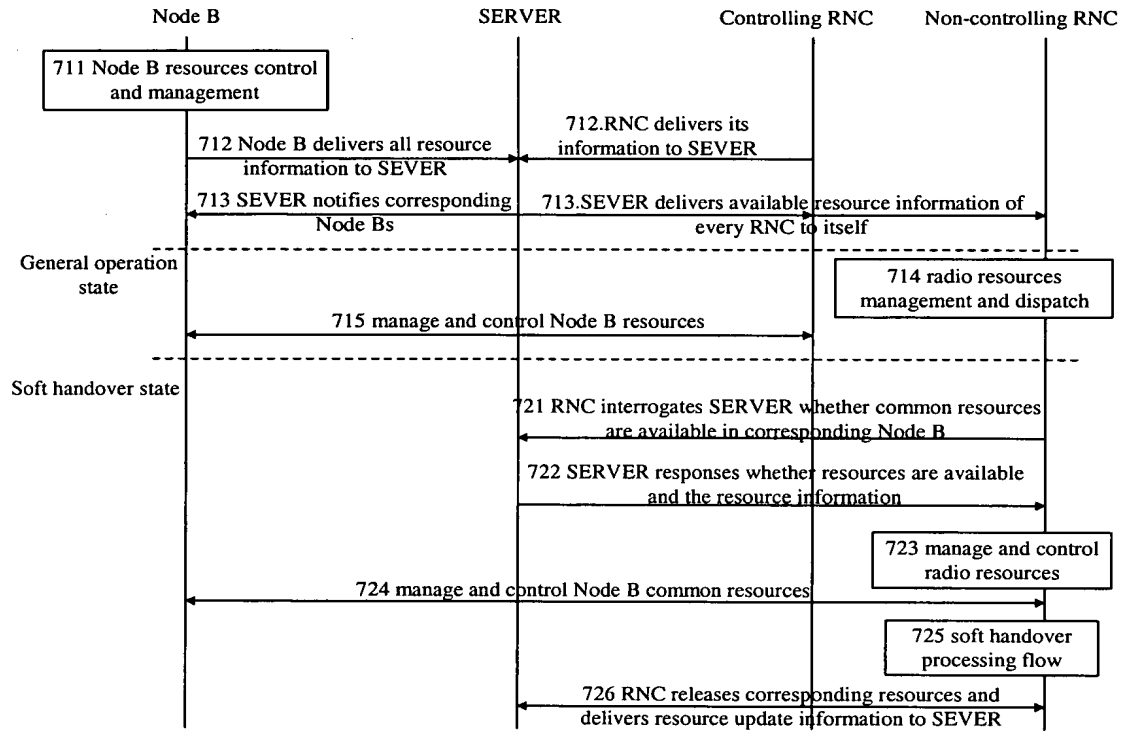 Node B
SERVER
Controlling RNC
Non-controlling RNC
711 Node B resources control
and management
712 Node B delivers all resource
information to SEVER
712.RNC delivers its
information to SEVER
713 SEVER notifies corresponding
Node Bs
713.SEVER delivers available resource information of
every RNC to itself
General operation
state
714 radio resources
management and dispatch
715 manage and control Node B resources
Soft handover state
721 RNC interrogates SERVER whether common resources
are available in corresponding Node B
722 SERVER responses whether resources are available
and the resource information
723 manage and control
radio resources
724 manage and control Node B common resources
725 soft handover
processing flow
726 RNC releases corresponding resources and
delivers resource update information to SEVER